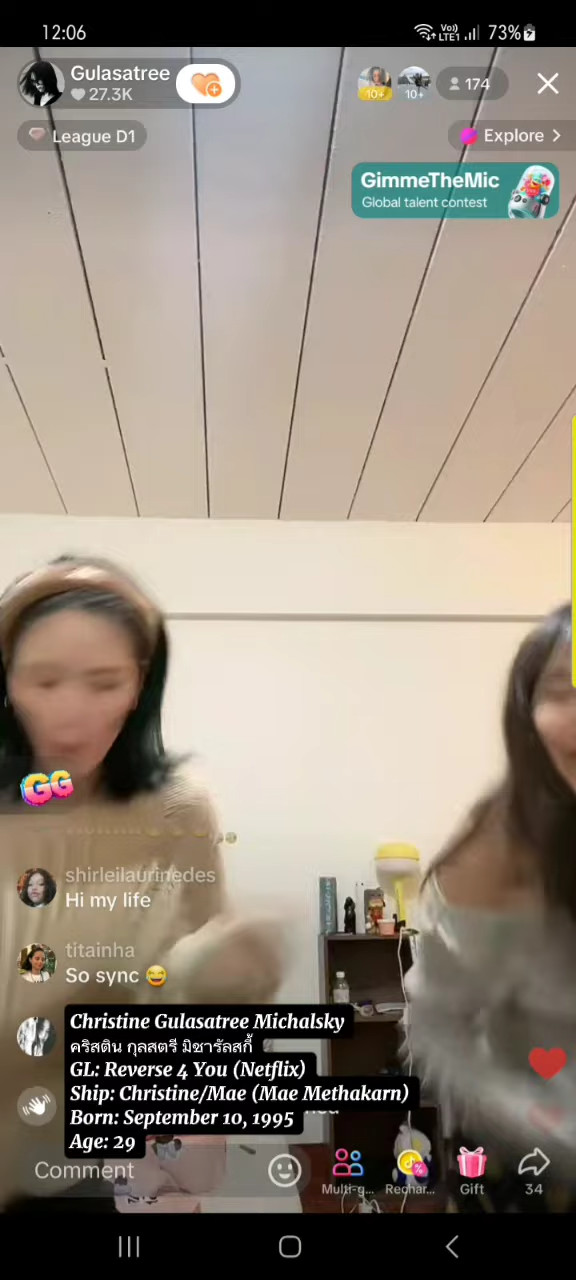 12:06
Vo)) LTE1 73%
Gulasatree
27.3K
10+ 10+ 174
League D1
Explore >
GimmeTheMic
Global talent contest
GG
shirleilaurinedes
Hi my life
titainha
So sync 😂
Christine Gulasatree Michalsky
คริสติน กุลสตรี มิชารัลสกี้
GL: Reverse 4 You (Netflix)
Ship: Christine/Mae (Mae Methakarn)
Born: September 10, 1995
Age: 29
Comment
Multi-g... Rechar... Gift 34